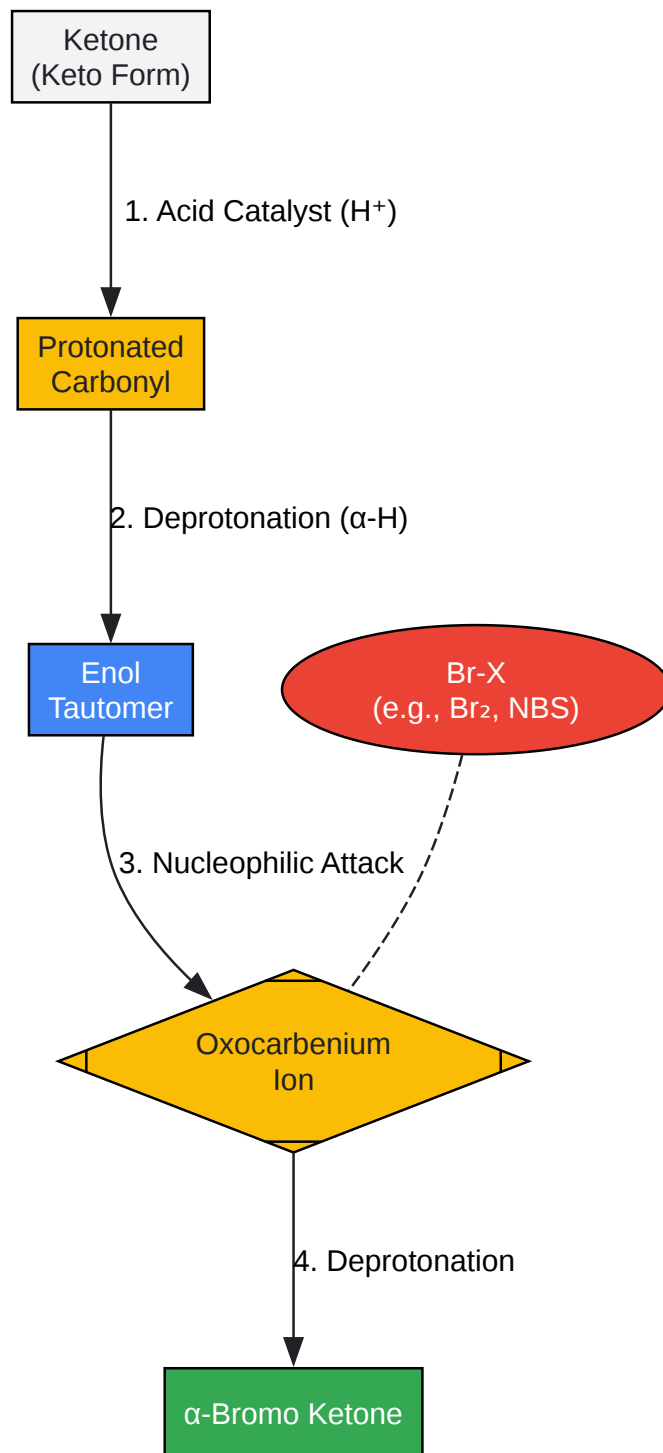 Ketone
(Keto Form)
1. Acid Catalyst (H⁺)
Protonated
Carbonyl
2. Deprotonation (α-H)
Enol
Tautomer
Br-X
(e.g., Br₂, NBS)
3. Nucleophilic Attack
Oxocarbenium
Ion
4. Deprotonation
α-Bromo Ketone